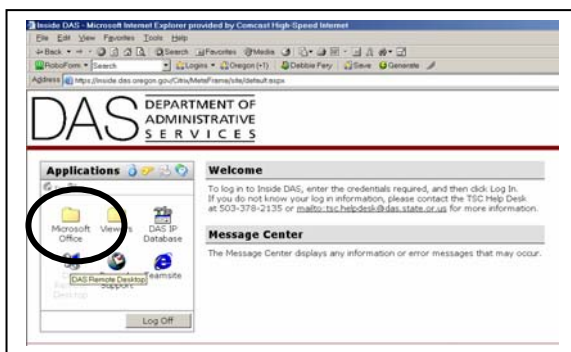 Inside DAS - Microsoft Internet Explorer provided by Comcast High-Speed Internet
File Edit View Favorites Tools Help
Back Search Favorites Media
RoboForm Search Logins Oregon (+1) Debbie Fery Save Generate
Address https://inside.das.oregon.gov/Citrix/MetaFrame/site/default.aspx
DAS DEPARTMENT OF
ADMINISTRATIVE
SERVICES
Applications
Microsoft Office
Viewers
DAS IP Database
DAS Remote Desktop
Support
Teamsite
Desktop
Log Off
Welcome
To log in to Inside DAS, enter the credentials required, and then click Log In.
If you do not know your log in information, please contact the TSC Help Desk
at 503-378-2135 or mailto:tsc.helpdesk@das.state.or.us for more information.
Message Center
The Message Center displays any information or error messages that may occur.